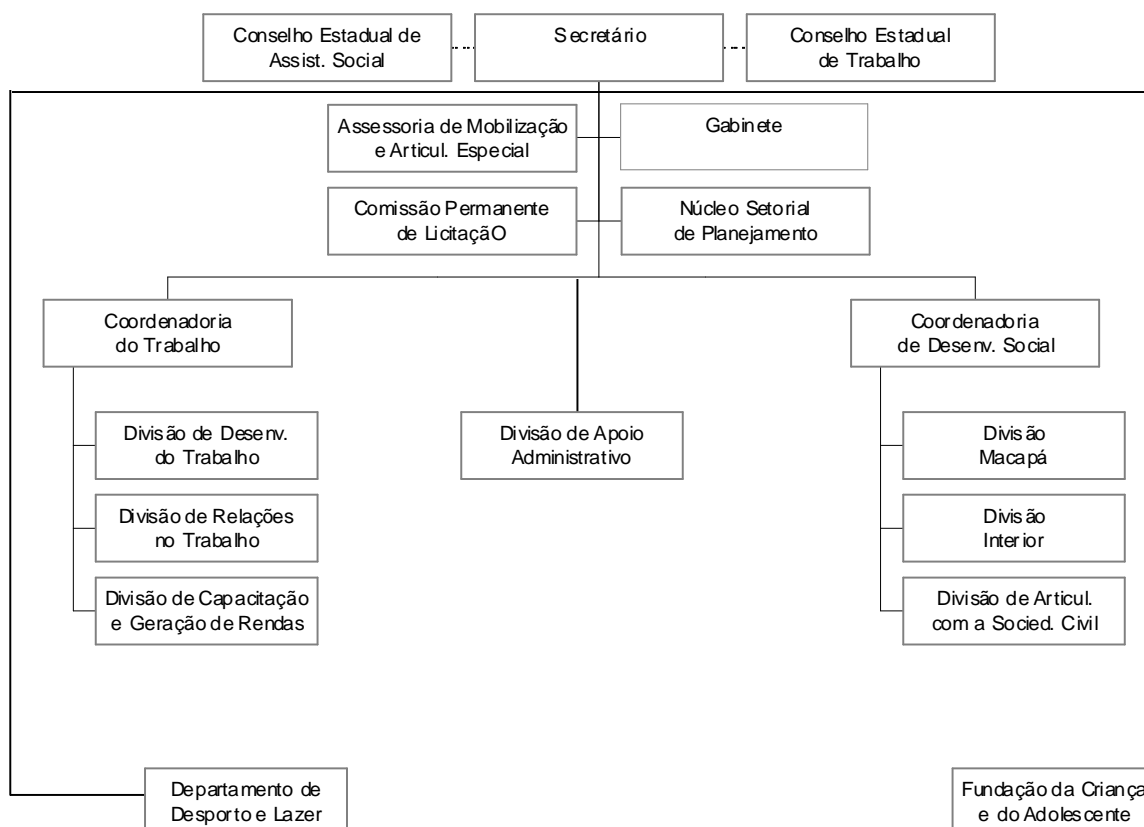 Conselho Estadual de
Assist. Social
Secretário
Conselho Estadual
de Trabalho
Assessoria de Mobilização
e Articul. Especial
Gabinete
Comissão Permanente
de LicitaçãO
Núcleo Setorial
de Planejamento
Coordenadoria
do Trabalho
Coordenadoria
de Desenv. Social
Divisão de Desenv.
do Trabalho
Divisão de Apoio
Administrativo
Divisão
Macapá
Divisão de Relações
no Trabalho
Divisão
Interior
Divisão de Capacitação
e Geração de Rendas
Divisão de Articul.
com a Socied. Civil
Departamento de
Desporto e Lazer
Fundação da Criança
e do Adolescente